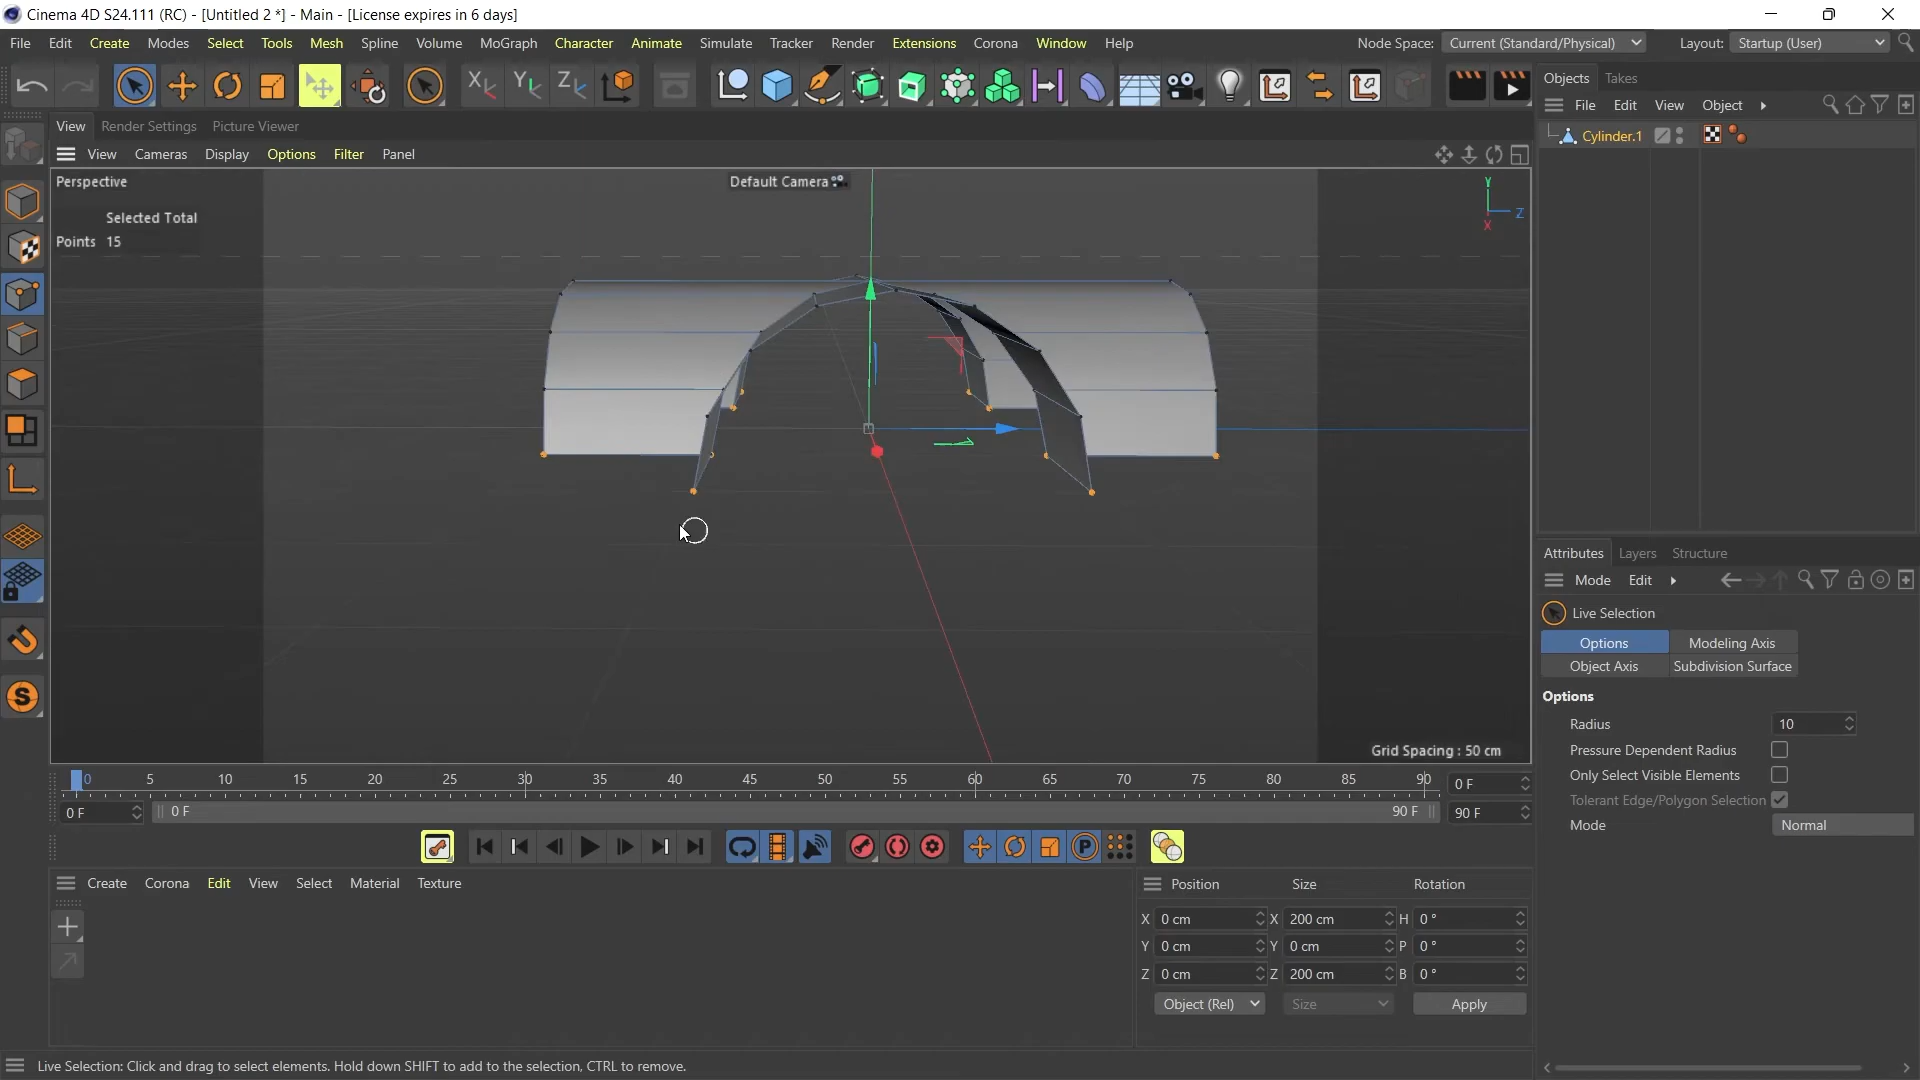 Cinema 4D S24.111 (RC) - [Untitled 2 *] - Main - [License expires in 6 days]
File Edit Create Modes Select Tools Mesh Spline Volume MoGraph Character Animate Simulate Tracker Render Extensions Corona Window Help Node Space: Current (Standard/Physical) Layout: Startup (User)
X Y Z
Objects Takes
File Edit View Object
View Render Settings Picture Viewer
View Cameras Display Options Filter Panel
Cylinder.1
Perspective
Default Camera
Y
Z
X
Selected Total
Points 15
Grid Spacing : 50 cm
Attributes Layers Structure
Mode Edit
Live Selection
Options Modeling Axis
Object Axis Subdivision Surface
Options
Radius 10
Pressure Dependent Radius
Only Select Visible Elements
Tolerant Edge/Polygon Selection
Mode Normal
0 5 10 15 20 25 30 35 40 45 50 55 60 65 70 75 80 85 90 0 F
0 F 0 F 90 F 90 F
P
S
Create Corona Edit View Select Material Texture
Position Size Rotation
X 0 cm X 200 cm H 0 °
Y 0 cm Y 0 cm P 0 °
Z 0 cm Z 200 cm B 0 °
Object (Rel) Size Apply
Live Selection: Click and drag to select elements. Hold down SHIFT to add to the selection, CTRL to remove.